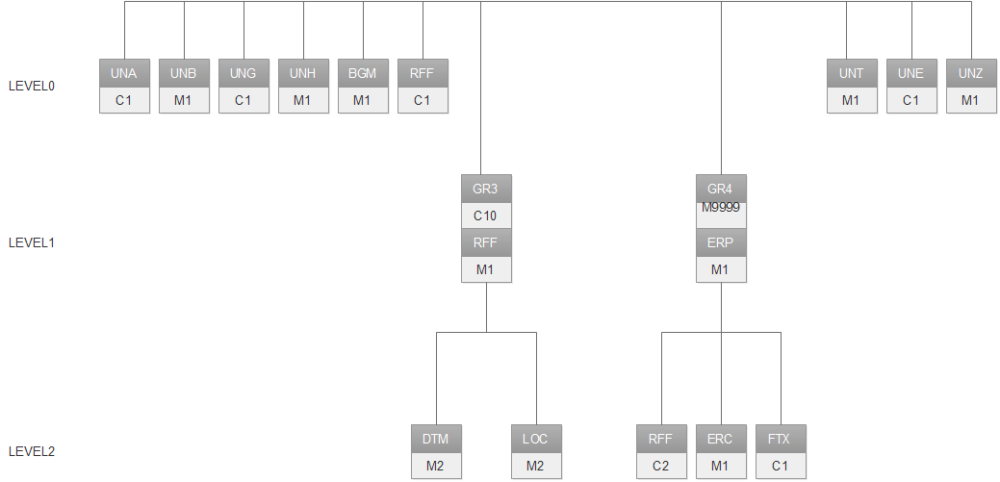 UNA UNB UNG UNH BGM RFF UNT UNE UNZ
LEVEL0
C1 M1 C1 M1 M1 C1 M1 C1 M1
GR3 GR4
C10 M9999
LEVEL1
RFF ERP
M1 M1
DTM LOC RFF ERC FTX
LEVEL2
M2 M2 C2 M1 C1